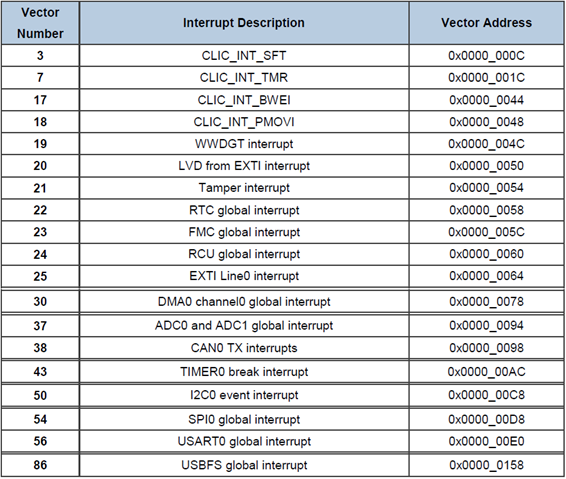 Vector Number Interrupt Description Vector Address
3 CLIC_INT_SFT 0x0000_000C
7 CLIC_INT_TMR 0x0000_001C
17 CLIC_INT_BWEI 0x0000_0044
18 CLIC_INT_PMOVI 0x0000_0048
19 WWDGT interrupt 0x0000_004C
20 LVD from EXTI interrupt 0x0000_0050
21 Tamper interrupt 0x0000_0054
22 RTC global interrupt 0x0000_0058
23 FMC global interrupt 0x0000_005C
24 RCU global interrupt 0x0000_0060
25 EXTI Line0 interrupt 0x0000_0064
30 DMA0 channel0 global interrupt 0x0000_0078
37 ADC0 and ADC1 global interrupt 0x0000_0094
38 CAN0 TX interrupts 0x0000_0098
43 TIMER0 break interrupt 0x0000_00AC
50 I2C0 event interrupt 0x0000_00C8
54 SPI0 global interrupt 0x0000_00D8
56 USART0 global interrupt 0x0000_00E0
86 USBFS global interrupt 0x0000_0158